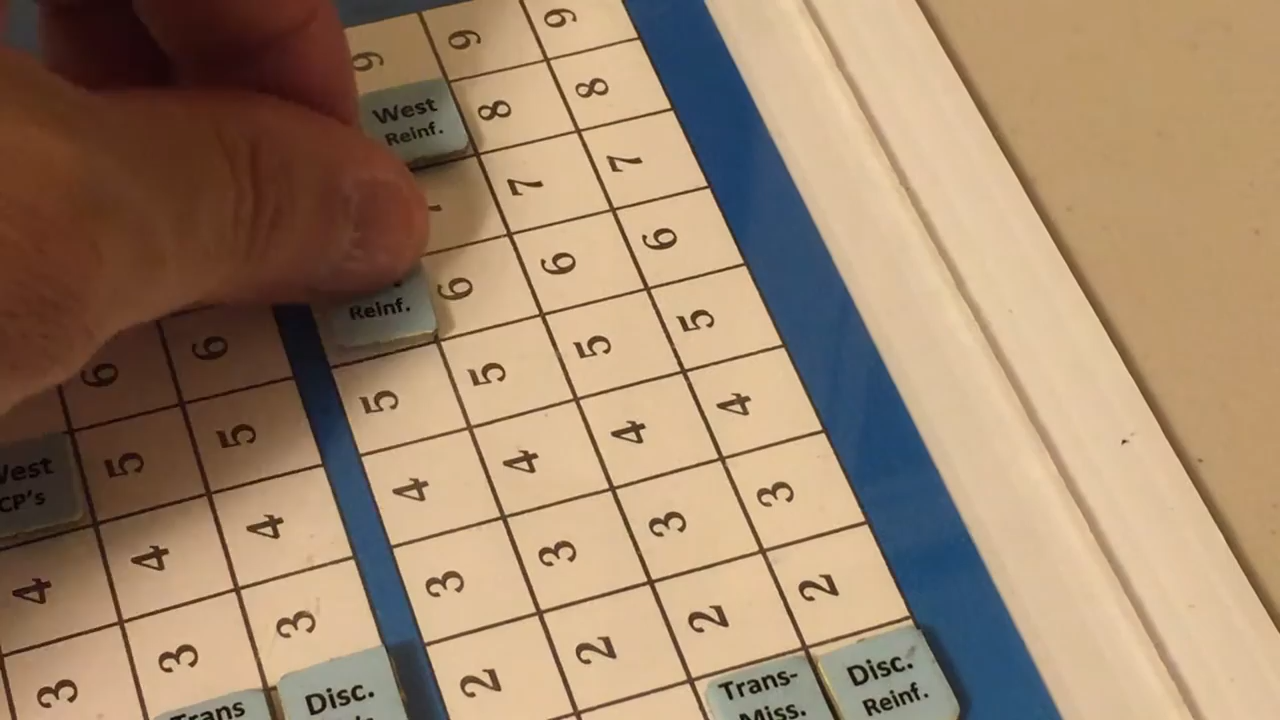 9 9 9
West
Reinf.
8 8
7 7
Reinf.
6 6 6
6 6
5 5 5 5
5 5
West
CP's
4 4 4 4
4 4 4
3 3 3 3
3 3 3
2 2 2 2
Trans
Disc.
Trans-
Miss.
Disc.
Reinf.